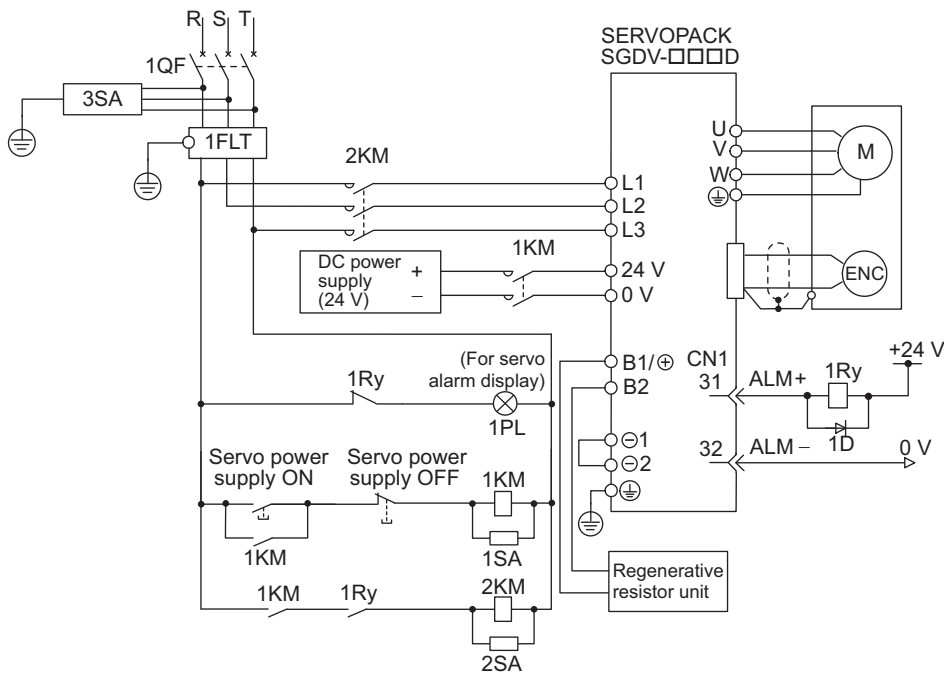 R S T
1QF
3SA
1FLT
2KM
SERVOPACK
SGDV-□□□D
U
V
W
M
L1
L2
L3
1KM
DC power
supply
(24 V)
+
−
24 V
0 V
ENC
B1/⊕
B2
CN1
31
ALM+
1Ry
+24 V
1D
32
ALM−
0 V
⊖1
⊖2
1Ry
(For servo
alarm display)
1PL
Servo power
supply ON
Servo power
supply OFF
1KM
1KM
1SA
1KM
1Ry
2KM
2SA
Regenerative
resistor unit